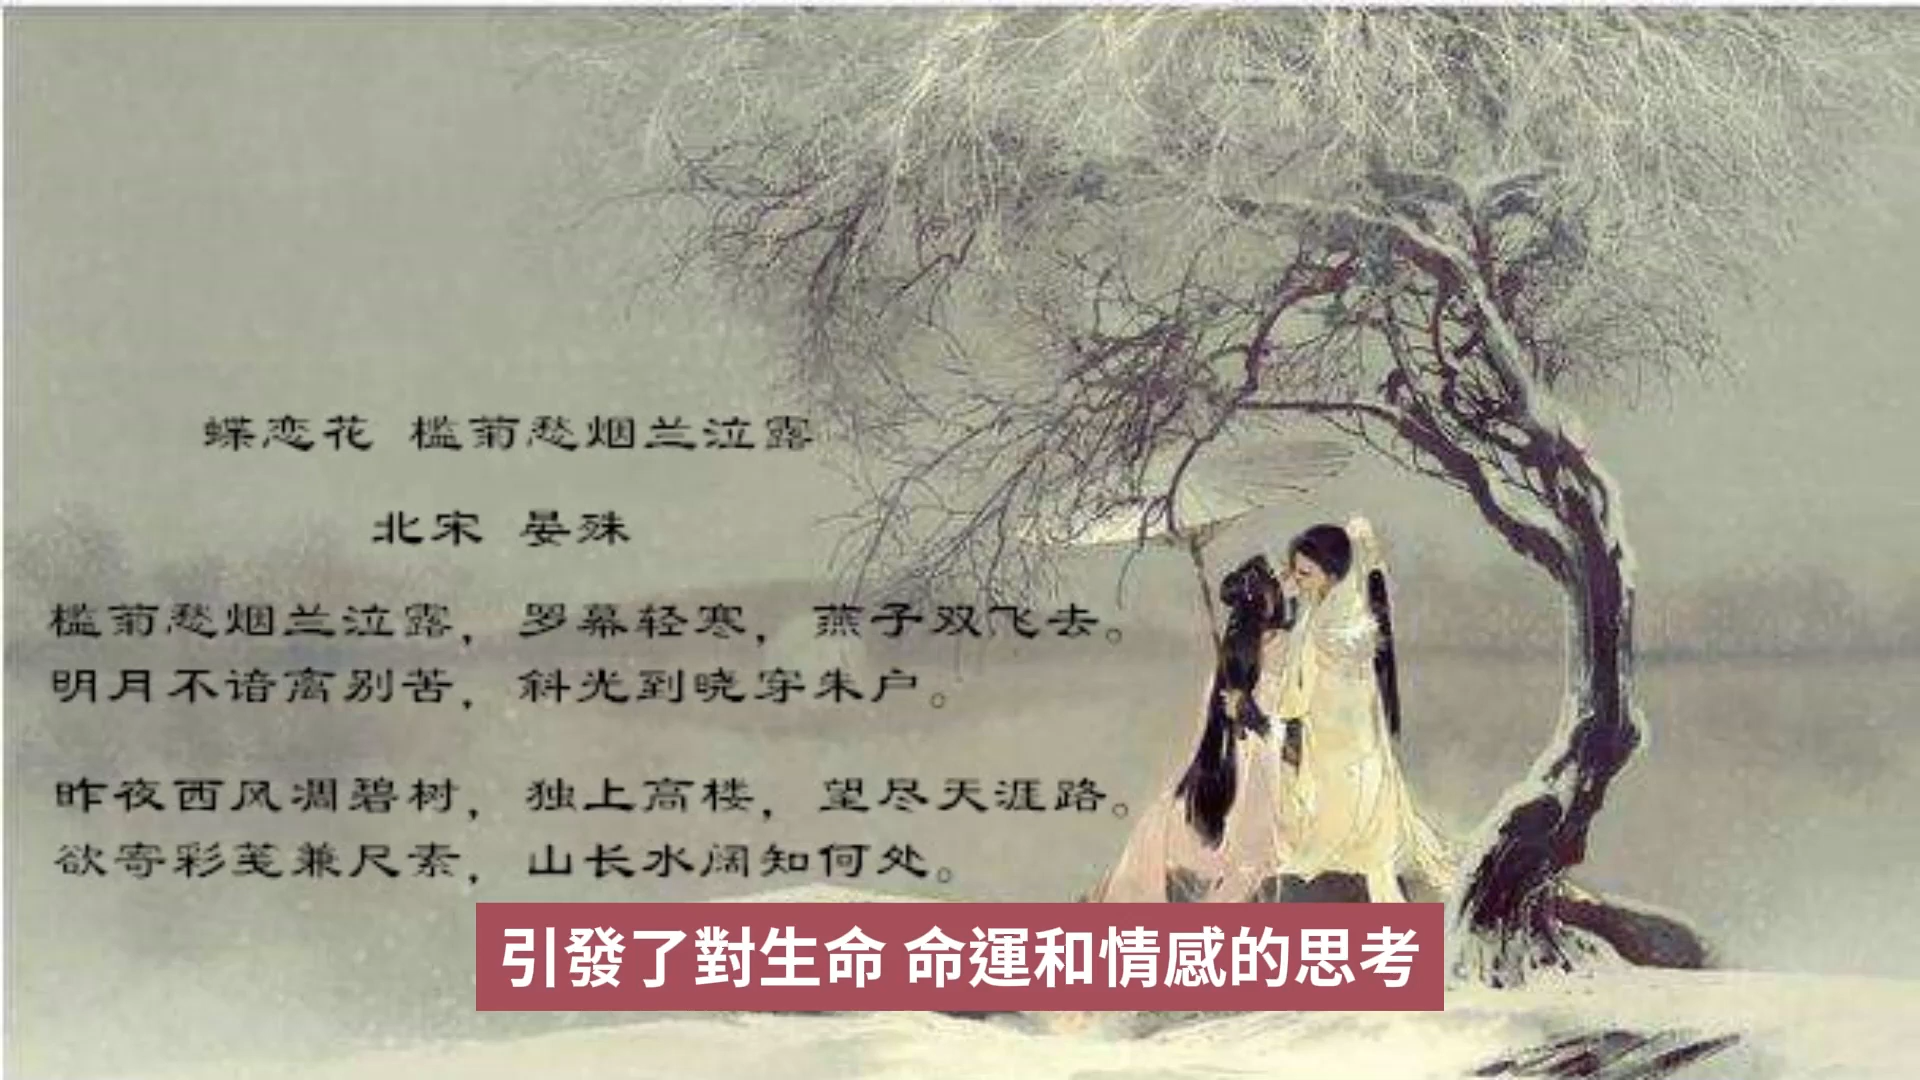 蝶恋花 槛菊愁烟兰泣露
北宋 晏殊
槛菊愁烟兰泣露，罗幕轻寒，燕子双飞去。
明月不谙离别苦，斜光到晓穿朱户。
昨夜西风凋碧树，独上高楼，望尽天涯路。
欲寄彩笺兼尺素，山长水阔知何处。
引發了對生命 命運和情感的思考